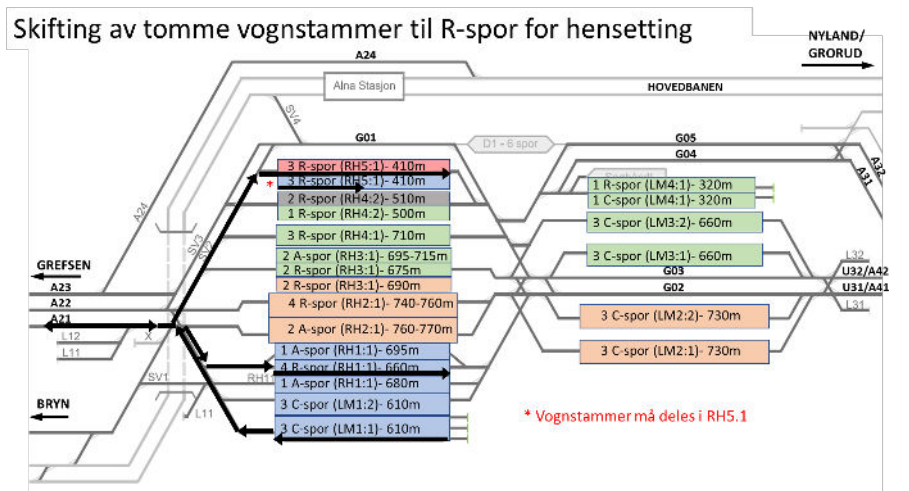 Skifting av tomme vognstammer til R-spor for hensetting
NYLAND/
GRORUD
A24
Alna Stasjon
HOVEDBANEN
SV4
G01
D1 - 6 spor
G05
G04
A32
A31
3 R-spor (RH5:1)- 410m
* 3 R-spor (RH5:1)- 410m
2 R-spor (RH4:2)- 510m
1 R-spor (RH4:2)- 500m
1 R-spor (LM4:1)- 320m
1 C-spor (LM4:1)- 320m
A24
3 C-spor (LM3:2)- 660m
3 R-spor (RH4:1)- 710m
SV3
SV2
2 A-spor (RH3:1)- 695-715m
3 C-spor (LM3:1)- 660m
L32
GREFSEN
2 R-spor (RH3:1)- 675m
G03
U32/A42
A23
2 R-spor (RH3:1)- 690m
G02
U31/A41
A22
4 R-spor (RH2:1)- 740-760m
L31
A21
3 C-spor (LM2:2)- 730m
2 A-spor (RH2:1)- 760-770m
L12
X
L11
1 A-spor (RH1:1)- 695m
3 C-spor (LM2:1)- 730m
4 R-spor (RH1:1)- 660m
SV1
RH11
1 A-spor (RH1:1)- 680m
BRYN
L11
3 C-spor (LM1:2)- 610m
* Vognstammer må deles i RH5.1
3 C-spor (LM1:1)- 610m